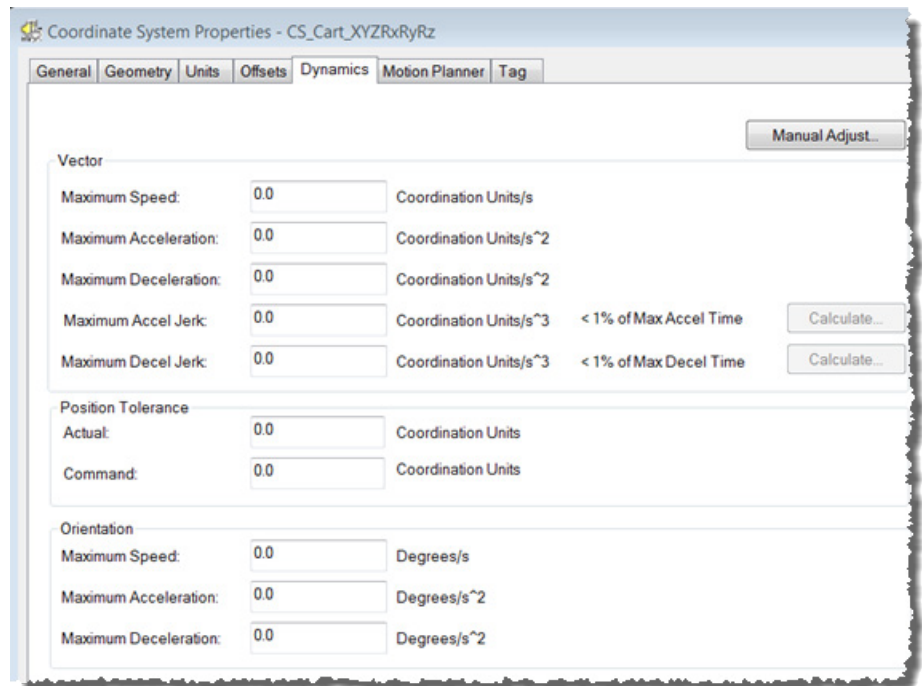 Coordinate System Properties - CS_Cart_XYZRxRyRz
General Geometry Units Offsets Dynamics Motion Planner Tag
Manual Adjust...
Vector
Maximum Speed: 0.0 Coordination Units/s
Maximum Acceleration: 0.0 Coordination Units/s^2
Maximum Deceleration: 0.0 Coordination Units/s^2
Maximum Accel Jerk: 0.0 Coordination Units/s^3 < 1% of Max Accel Time Calculate...
Maximum Decel Jerk: 0.0 Coordination Units/s^3 < 1% of Max Decel Time Calculate...
Position Tolerance
Actual: 0.0 Coordination Units
Command: 0.0 Coordination Units
Orientation
Maximum Speed: 0.0 Degrees/s
Maximum Acceleration: 0.0 Degrees/s^2
Maximum Deceleration: 0.0 Degrees/s^2